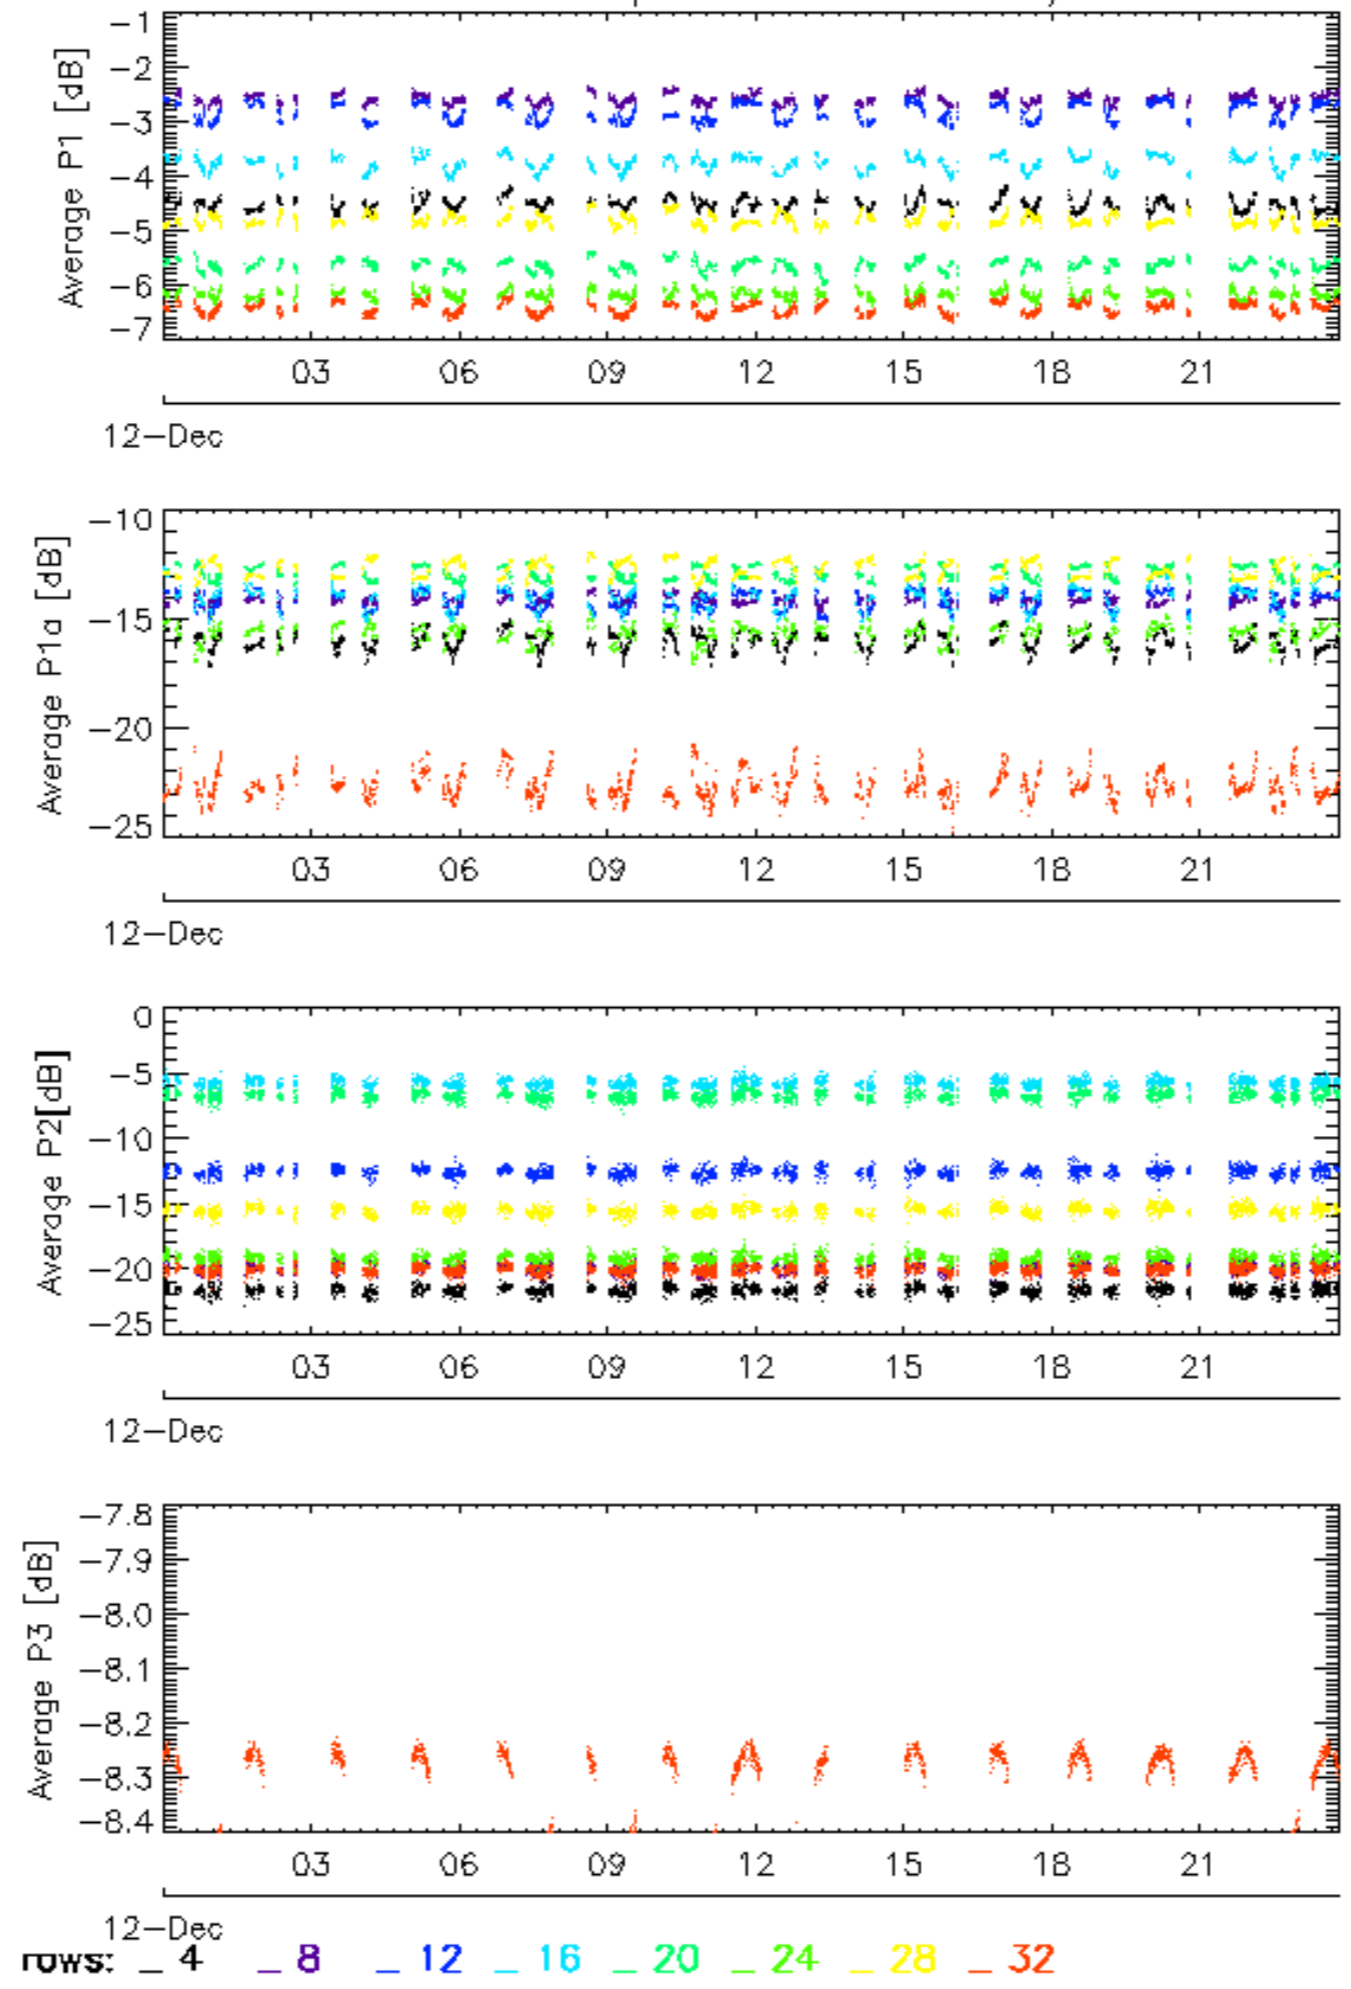 Average P1 [dB]
-1
-2
-3
-4
-5
-6
-7
03 06 09 12 15 18 21
12-Dec
Average P1a [dB]
-10
-15
-20
-25
03 06 09 12 15 18 21
12-Dec
Average P2[dB]
0
-5
-10
-15
-20
-25
03 06 09 12 15 18 21
12-Dec
Average P3 [dB]
-7.8
-7.9
-8.0
-8.1
-8.2
-8.3
-8.4
03 06 09 12 15 18 21
12-Dec
rows: _ 4 _ 8 _ 12 _ 16 _ 20 _ 24 _ 28 _ 32